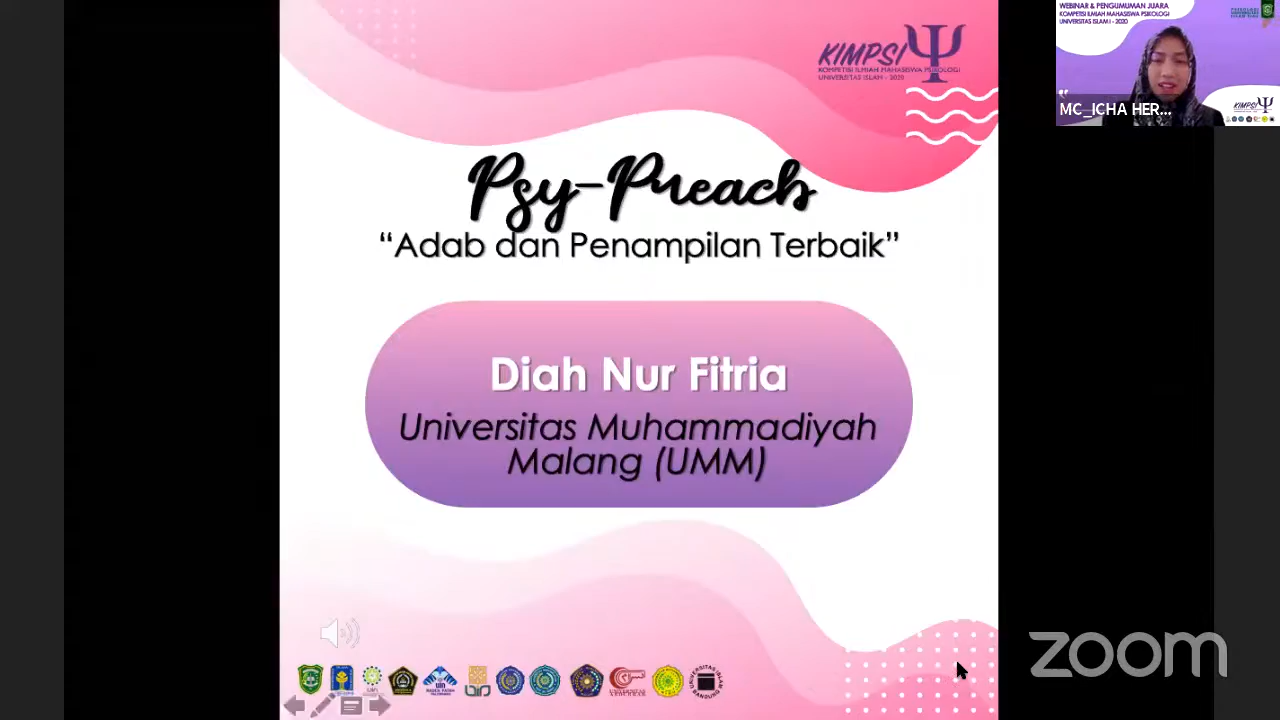 KIMPSI
KOMPETISI ILMIAH MAHASISWA PSIKOLOGI
UNIVERSITAS ISLAM - 2020
Psy-Preach
“Adab dan Penampilan Terbaik”
Diah Nur Fitria
Universitas Muhammadiyah
Malang (UMM)
WEBINAR & PENGUMUMAN JUARA
KOMPETISI ILMIAH MAHASISWA PSIKOLOGI
UNIVERSITAS ISLAM I - 2020
KIMPSI
MC_ICHA HER...
zoom